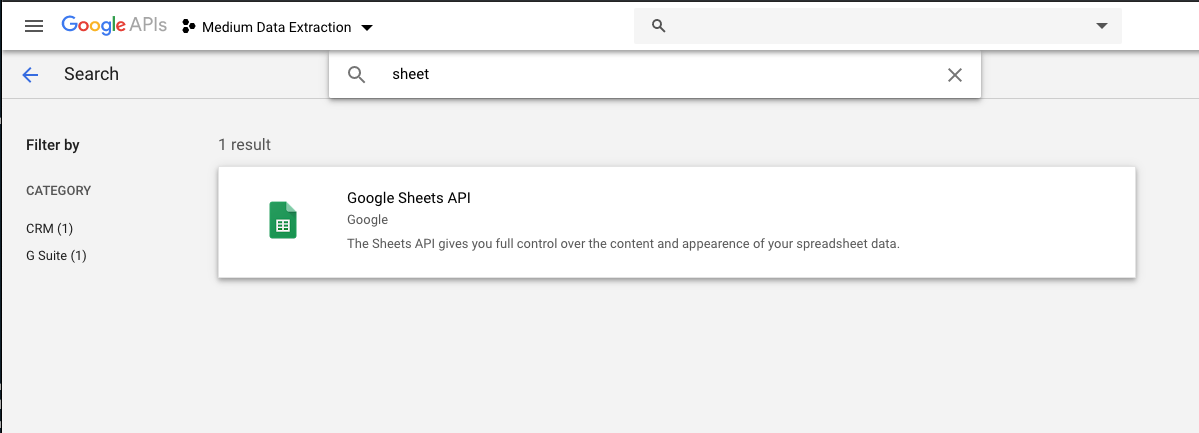 Google APIs Medium Data Extraction
Search
sheet
Filter by
1 result
CATEGORY
CRM (1)
G Suite (1)
Google Sheets API
Google
The Sheets API gives you full control over the content and appearence of your spreadsheet data.